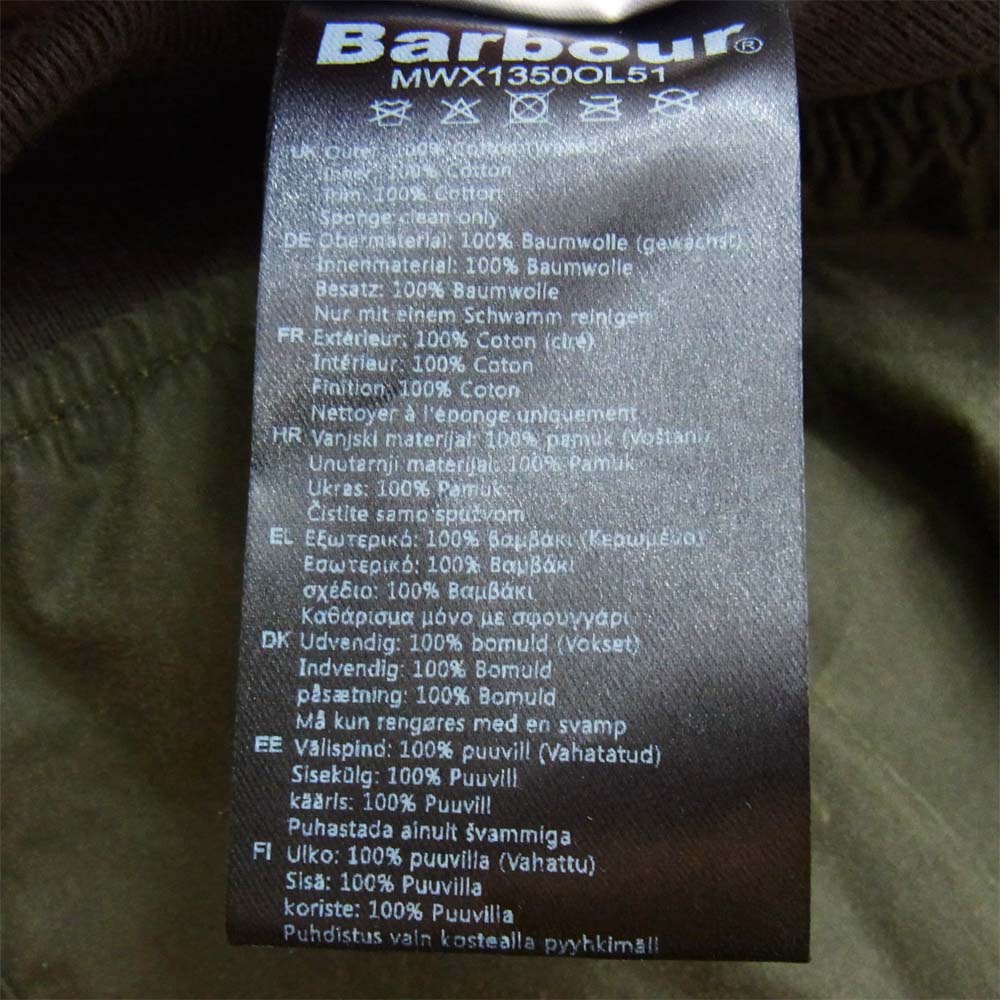 Barbour®
MWX1350OL51
UK Outer: 100% Cotton (Waxed)
Inner: 100% Cotton
Trim: 100% Cotton
Sponge clean only
DE Obermaterial: 100% Baumwolle (gewachst)
Innenmaterial: 100% Baumwolle
Besatz: 100% Baumwolle
Nur mit einem Schwamm reinigen
FR Extérieur: 100% Coton (ciré)
Intérieur: 100% Coton
Finition: 100% Coton
Nettoyer à l'éponge uniquement
HR Vanjski materijal: 100% pamuk (Voštani)
Unutarnji materijal: 100% Pamuk
Ukras: 100% Pamuk
Čistite samo spužvom
EL Εξωτερικό: 100% Βαμβάκι (Κερωμένο)
Εσωτερικό: 100% Βαμβάκι
σχέδιο: 100% Βαμβάκι
Καθάρισμα μόνο με σφουγγάρι
DK Udvendig: 100% bomuld (Vokset)
Indvendig: 100% Bomuld
påsætning: 100% Bomuld
Må kun rengøres med en svamp
EE Välispind: 100% puuvill (Vahatatud)
Sisekülg: 100% Puuvill
kääris: 100% Puuvill
Puhastada ainult švammiga
FI Ulko: 100% puuvilla (Vahattu)
Sisä: 100% Puuvilla
koriste: 100% Puuvilla
Puhdistus vain kostealla pyyhkimäll